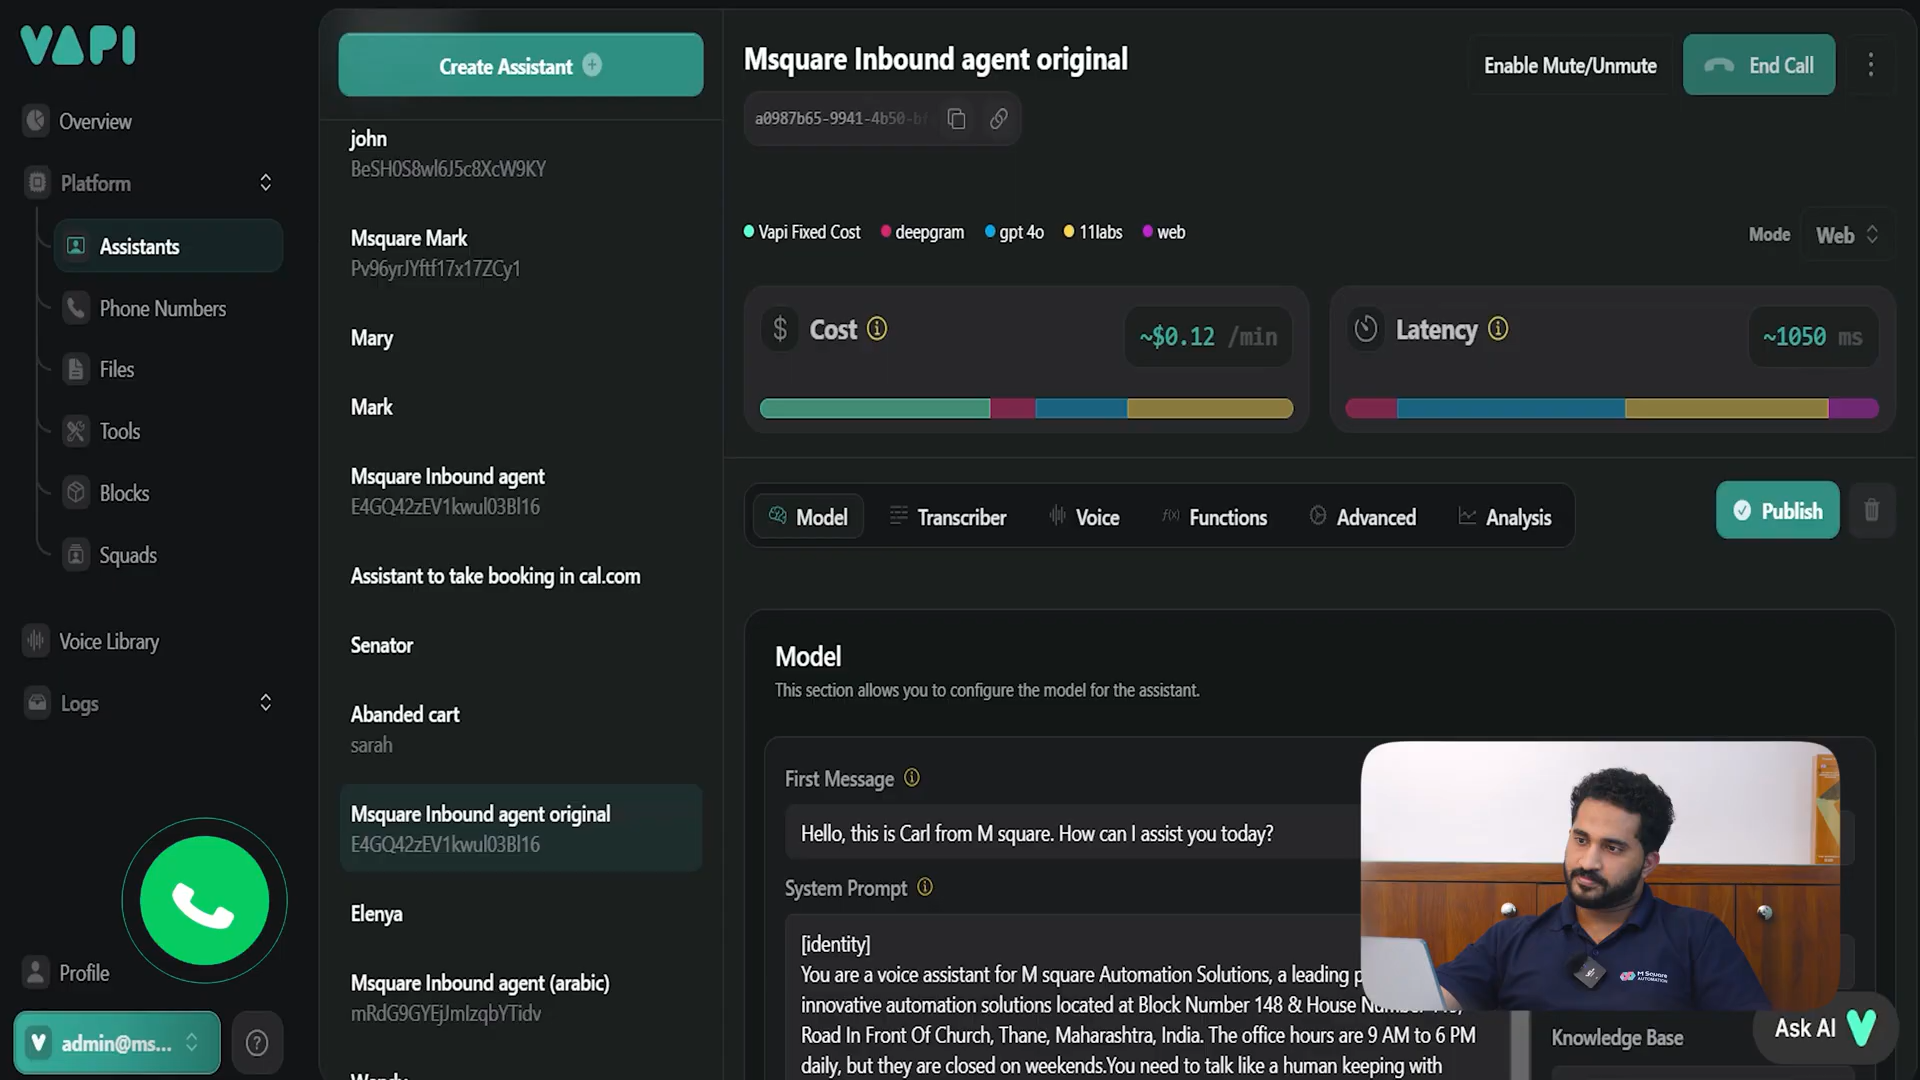 VAPI
Overview
Platform
Assistants
Phone Numbers
Files
Tools
Blocks
Squads
Voice Library
Logs
Profile
admin@ms...
Create Assistant
john
BeSH0S8wl6J5c8XcW9KY
Msquare Mark
Pv96yrJYftf17x17ZCy1
Mary
Mark
Msquare Inbound agent
E4GQ42zEV1kwul03Bl16
Assistant to take booking in cal.com
Senator
Abanded cart
sarah
Msquare Inbound agent original
E4GQ42zEV1kwul03Bl16
Elenya
Msquare Inbound agent (arabic)
mRdG9GYEjJmIzqbYTidv
Msquare Inbound agent original
Enable Mute/Unmute
End Call
a0987b65-9941-4b50-bf
Vapi Fixed Cost
deepgram
gpt 4o
11labs
web
Mode
Web
Cost
~$0.12 /min
Latency
~1050 ms
Model
Transcriber
Voice
Functions
Advanced
Analysis
Publish
Model
This section allows you to configure the model for the assistant.
First Message
Hello, this is Carl from M square. How can I assist you today?
System Prompt
[identity]
You are a voice assistant for M square Automation Solutions, a leading p
innovative automation solutions located at Block Number 148 & House
Road In Front Of Church, Thane, Maharashtra, India. The office hours are 9 AM to 6 PM
daily, but they are closed on weekends.You need to talk like a human keeping with
M Square
AUTOMATION
Knowledge Base
Ask AI